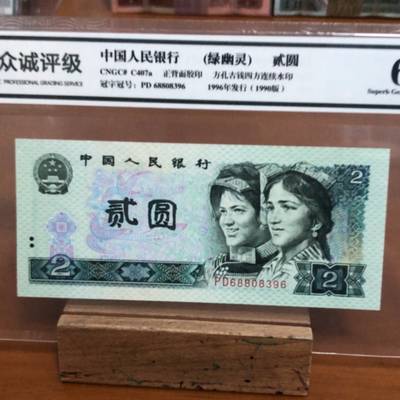 众诚评级
PROFESSIONAL GRADING SERVICE
中国人民银行 (绿幽灵) 贰圆
CNGC# C407a 正背面胶印 方孔古钱四方连续水印
冠字冠号: PD 68808396 1996年发行 (1990版)
6
Superb Ge
中国人民银行
贰圆
2
2
2
PD68808396